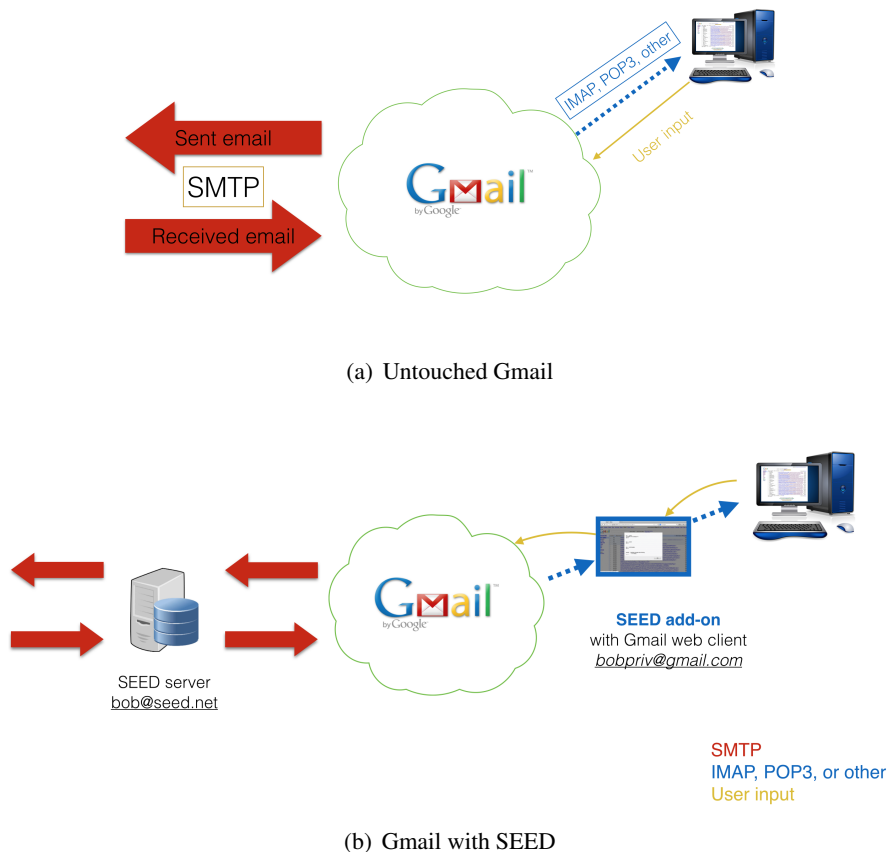 IMAP, POP3, other
User input
Sent email
SMTP
Received email
Gmail™
by Google
(a) Untouched Gmail
Gmail™
by Google
SEED add-on
with Gmail web client
bobpriv@gmail.com
SEED server
bob@seed.net
SMTP
IMAP, POP3, or other
User input
(b) Gmail with SEED